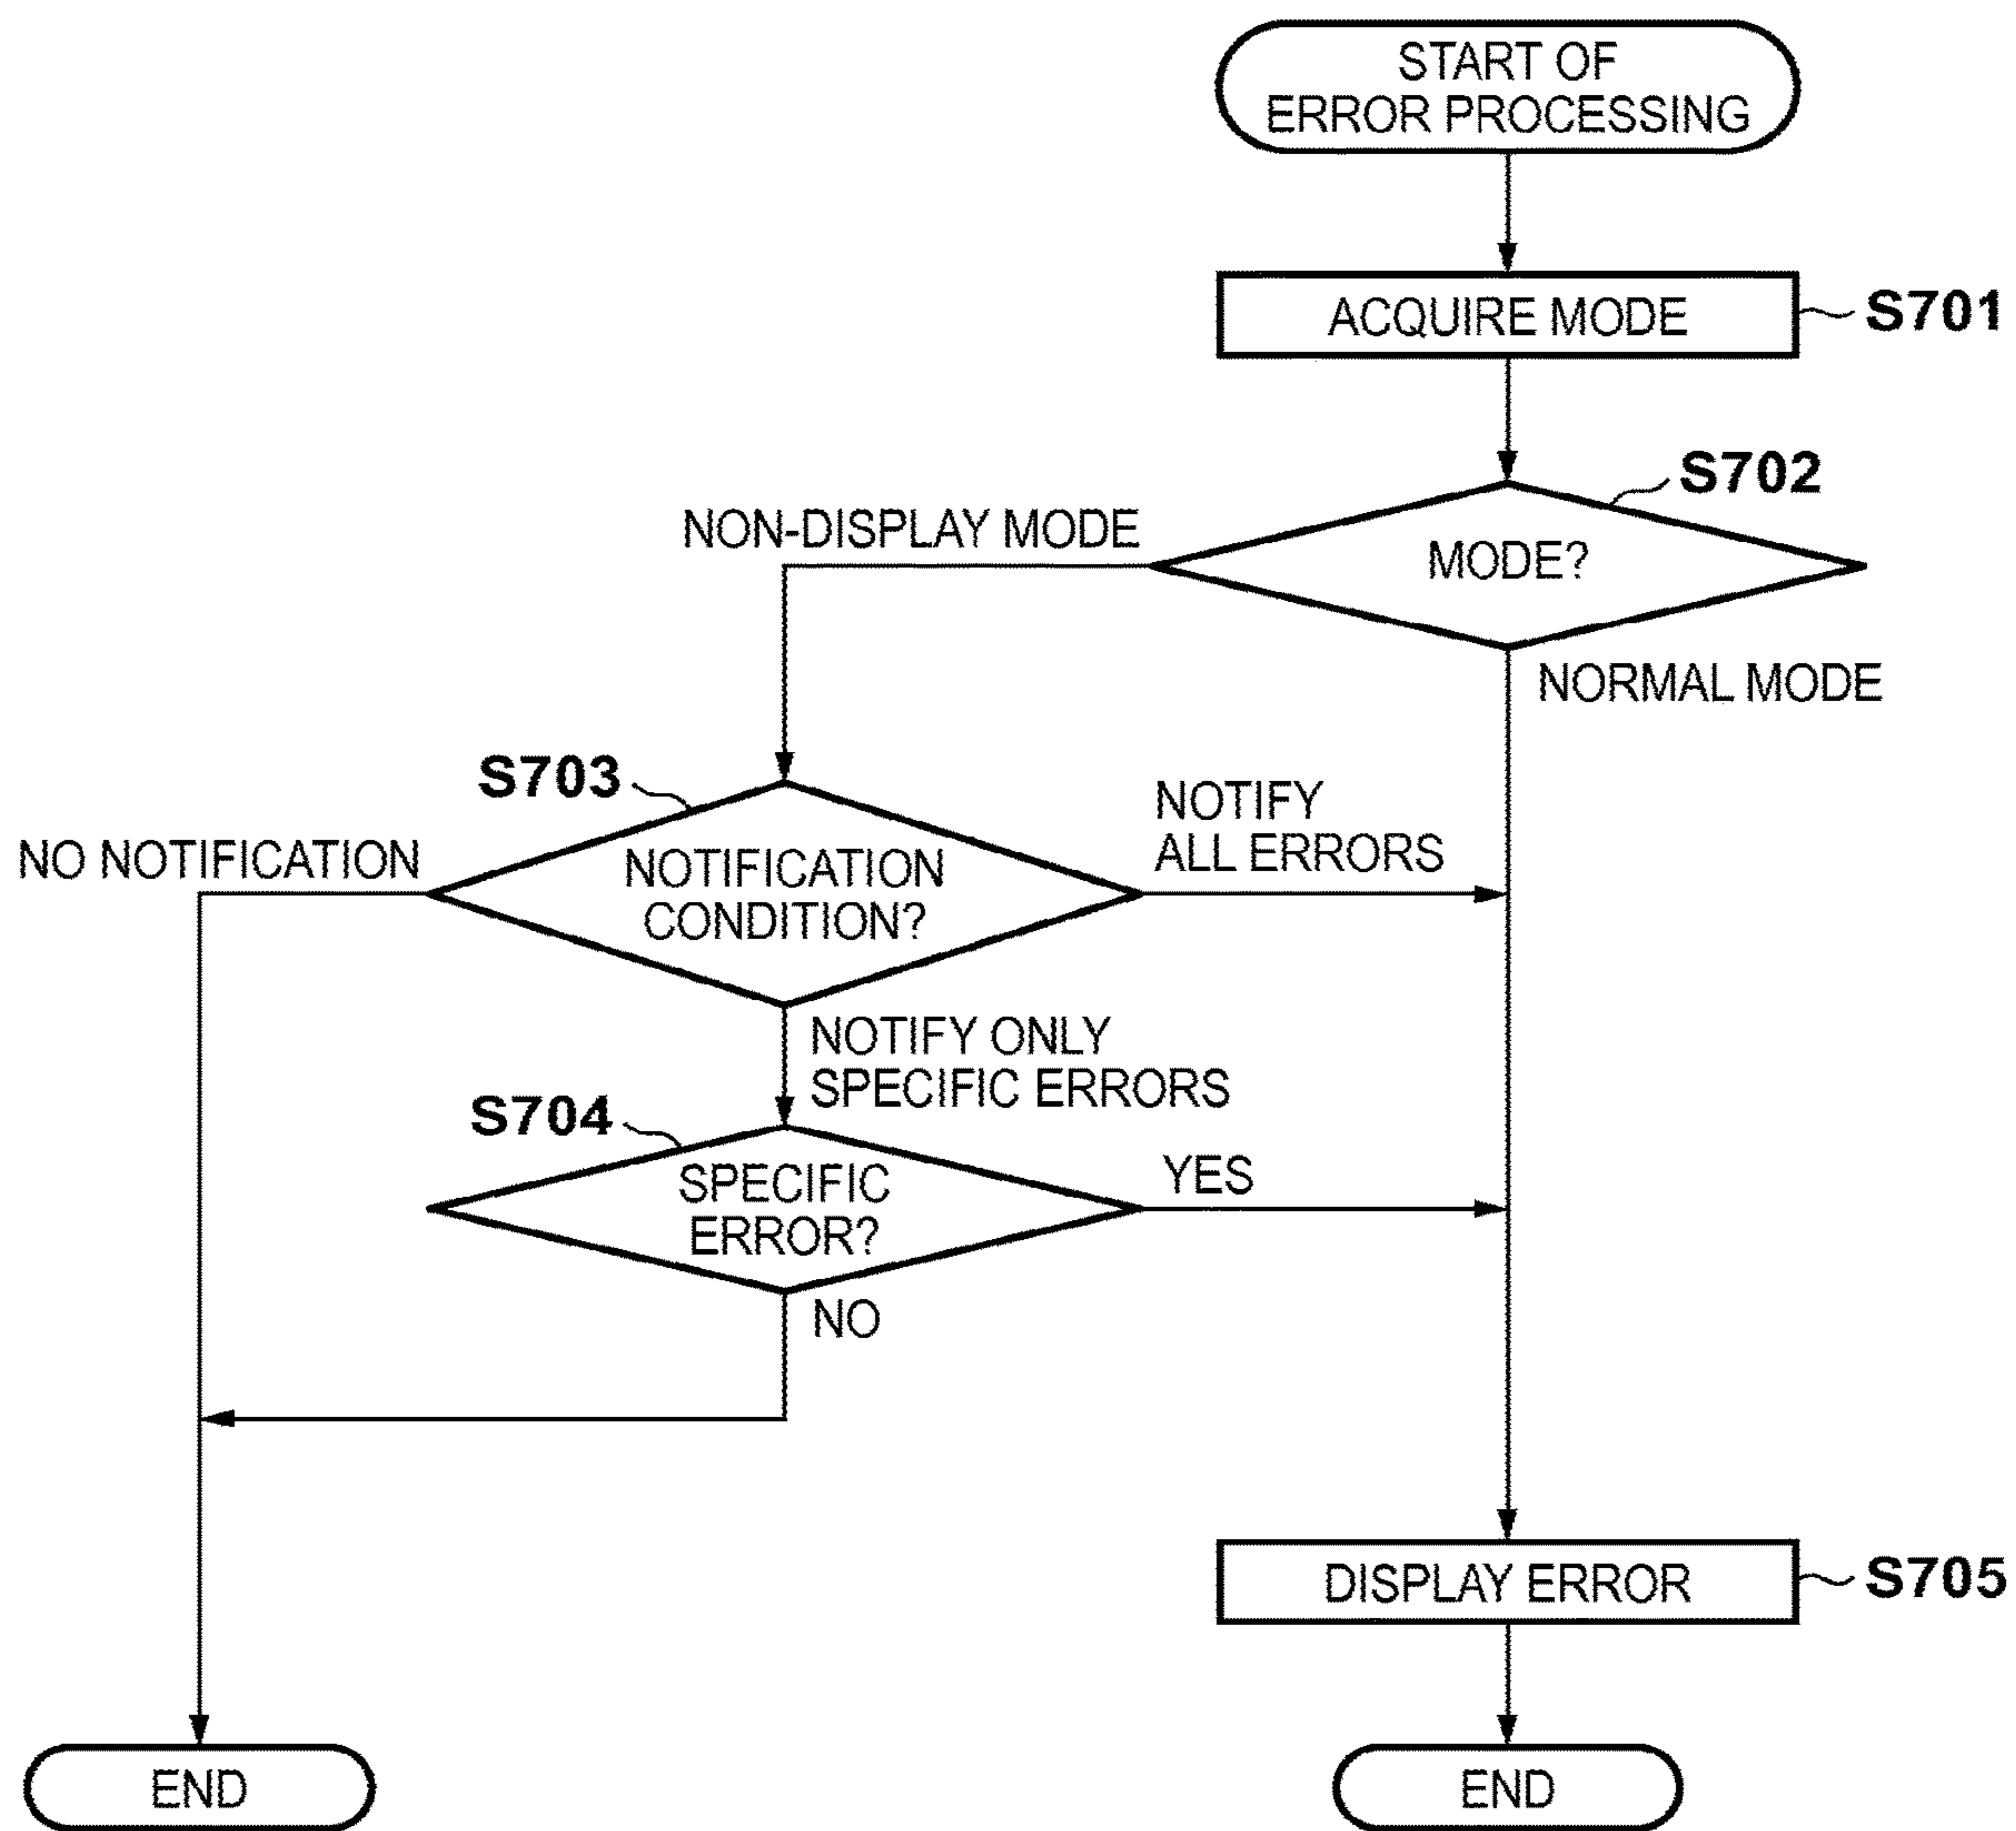 START OF
ERROR PROCESSING
ACQUIRE MODE
S701
S702
NON-DISPLAY MODE
MODE?
NORMAL MODE
S703
NO NOTIFICATION
NOTIFICATION
CONDITION?
NOTIFY
ALL ERRORS
NOTIFY ONLY
SPECIFIC ERRORS
S704
SPECIFIC
ERROR?
YES
NO
DISPLAY ERROR
S705
END
END